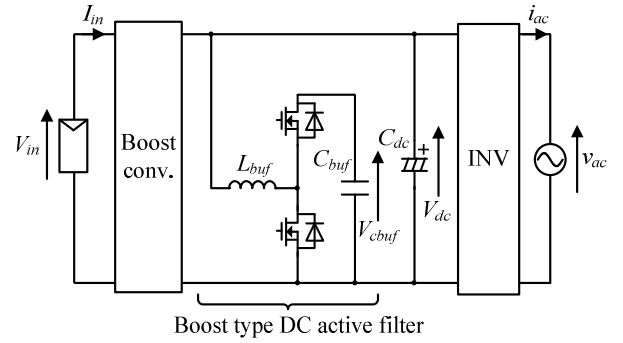 I_in
i_ac
V_in
Boost
conv.
L_buf
C_buf
V_cbuf
C_dc
+
V_dc
INV
v_ac
Boost type DC active filter